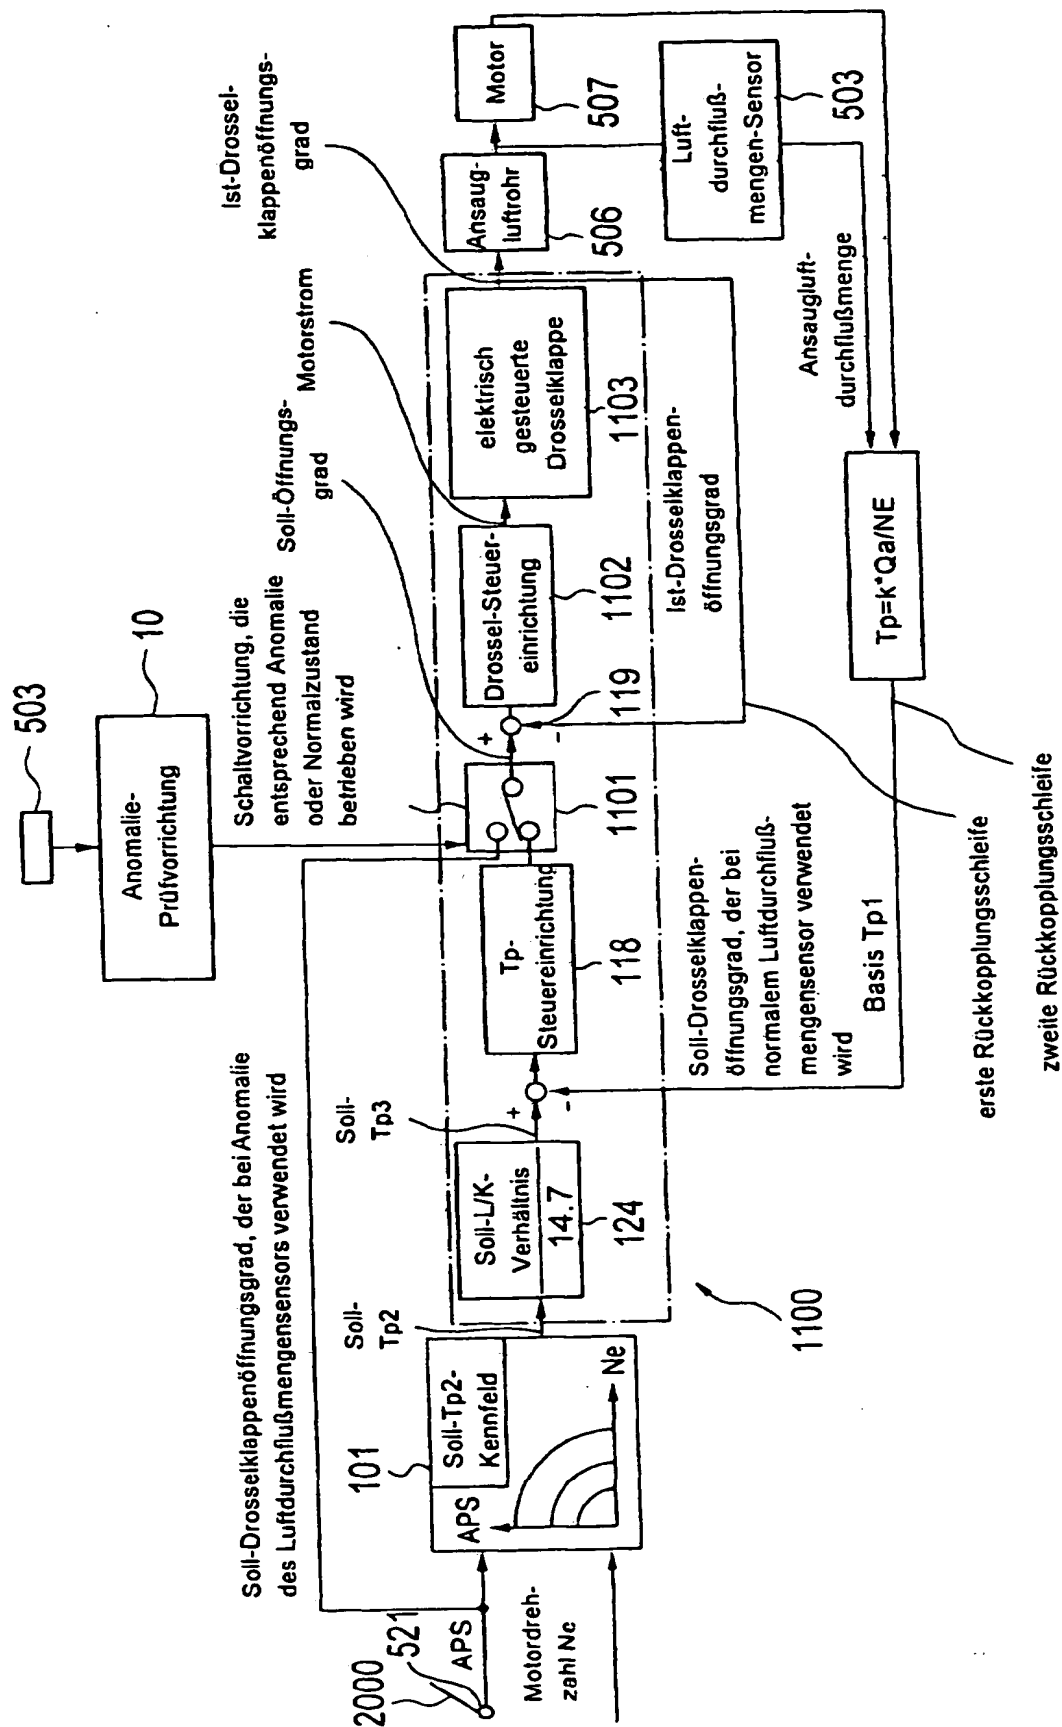 503
10
Anomalie-
Prüfvorrichtung
Soll-Drosselklappenöffnungsgrad, der bei Anomalie
des Luftdurchflußmengensensors verwendet wird
Schaltvorrichtung, die
entsprechend Anomalie
oder Normalzustand
betrieben wird
Soll-Öffnungs-
grad
Motorstrom
Ist-Drossel-
klappenöffnungs-
grad
2000
521
APS
Motordreh-
zahl Nc
101
APS
Soll-Tp2-
Kennfeld
Ne
Soll-
Tp2
Soll-L/K-
Verhältnis
14.7
124
Soll-
Tp3
+
-
Tp-
Steuereinrichtung
118
1101
+
-
119
Drossel-Steuer-
einrichtung
1102
elektrisch
gesteuerte
Drosselklappe
1103
Ansaug-
luftrohr
506
Motor
507
Luft-
durchfluß-
mengen-Sensor
503
1100
Soll-Drosselklappen-
öffnungsgrad, der bei
normalem Luftdurchfluß-
mengensensor verwendet
wird
Ist-Drosselklappen-
öffnungsgrad
Ansaugluft-
durchflußmenge
Basis Tp1
Tp=k*Qa/NE
erste Rückkopplungsschleife
zweite Rückkopplungsschleife